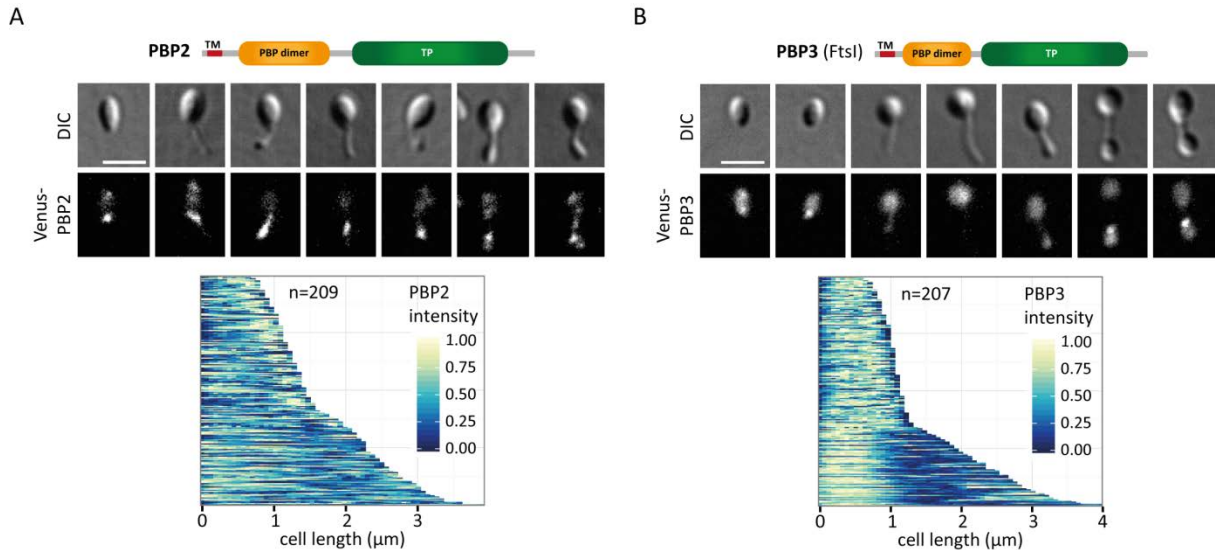 A
PBP2
TM
PBP dimer
TP
DIC
Venus-
PBP2
n=209
PBP2
intensity
1.00
0.75
0.50
0.25
0.00
0 1 2 3
cell length (µm)
B
PBP3 (FtsI)
TM
PBP dimer
TP
DIC
Venus-
PBP3
n=207
PBP3
intensity
1.00
0.75
0.50
0.25
0.00
0 1 2 3 4
cell length (µm)